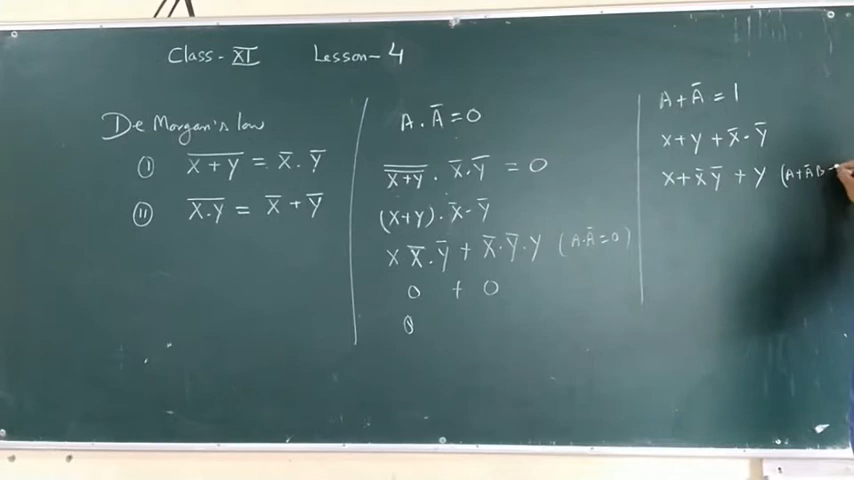 Class - XI Lesson - 4
De Morgan's law
(I) X̅ ̅+̅ ̅Y̅ = X̅ . Y̅
(II) X̅.̅Y̅ = X̅ + Y̅
A . A̅ = 0
X̿ ̿+̿ ̿Y̿ . X̅ . Y̅ = 0
(X+Y) . X̅ . Y̅
X X̅ . Y̅ + X̅ . Y̅ . Y (A.A̅ = 0)
0 + 0
0
A + A̅ = 1
X + Y + X̅ . Y̅
X + X̅ Y̅ + Y (A + A̅ B =